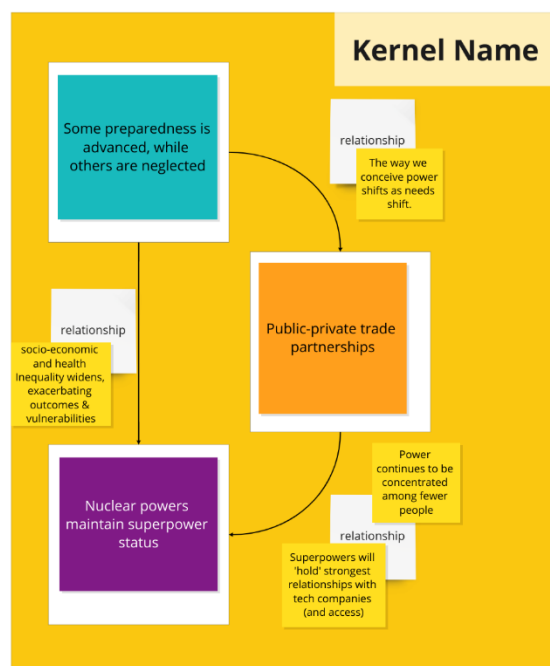 Kernel Name
Some preparedness is
advanced, while
others are neglected
relationship
The way we
conceive power
shifts as needs
shift.
Public-private trade
partnerships
relationship
socio-economic
and health
Inequality widens,
exacerbating
outcomes &
vulnerabilities
Power
continues to be
concentrated
among fewer
people
Nuclear powers
maintain superpower
status
relationship
Superpowers will
'hold' strongest
relationships with
tech companies
(and access)